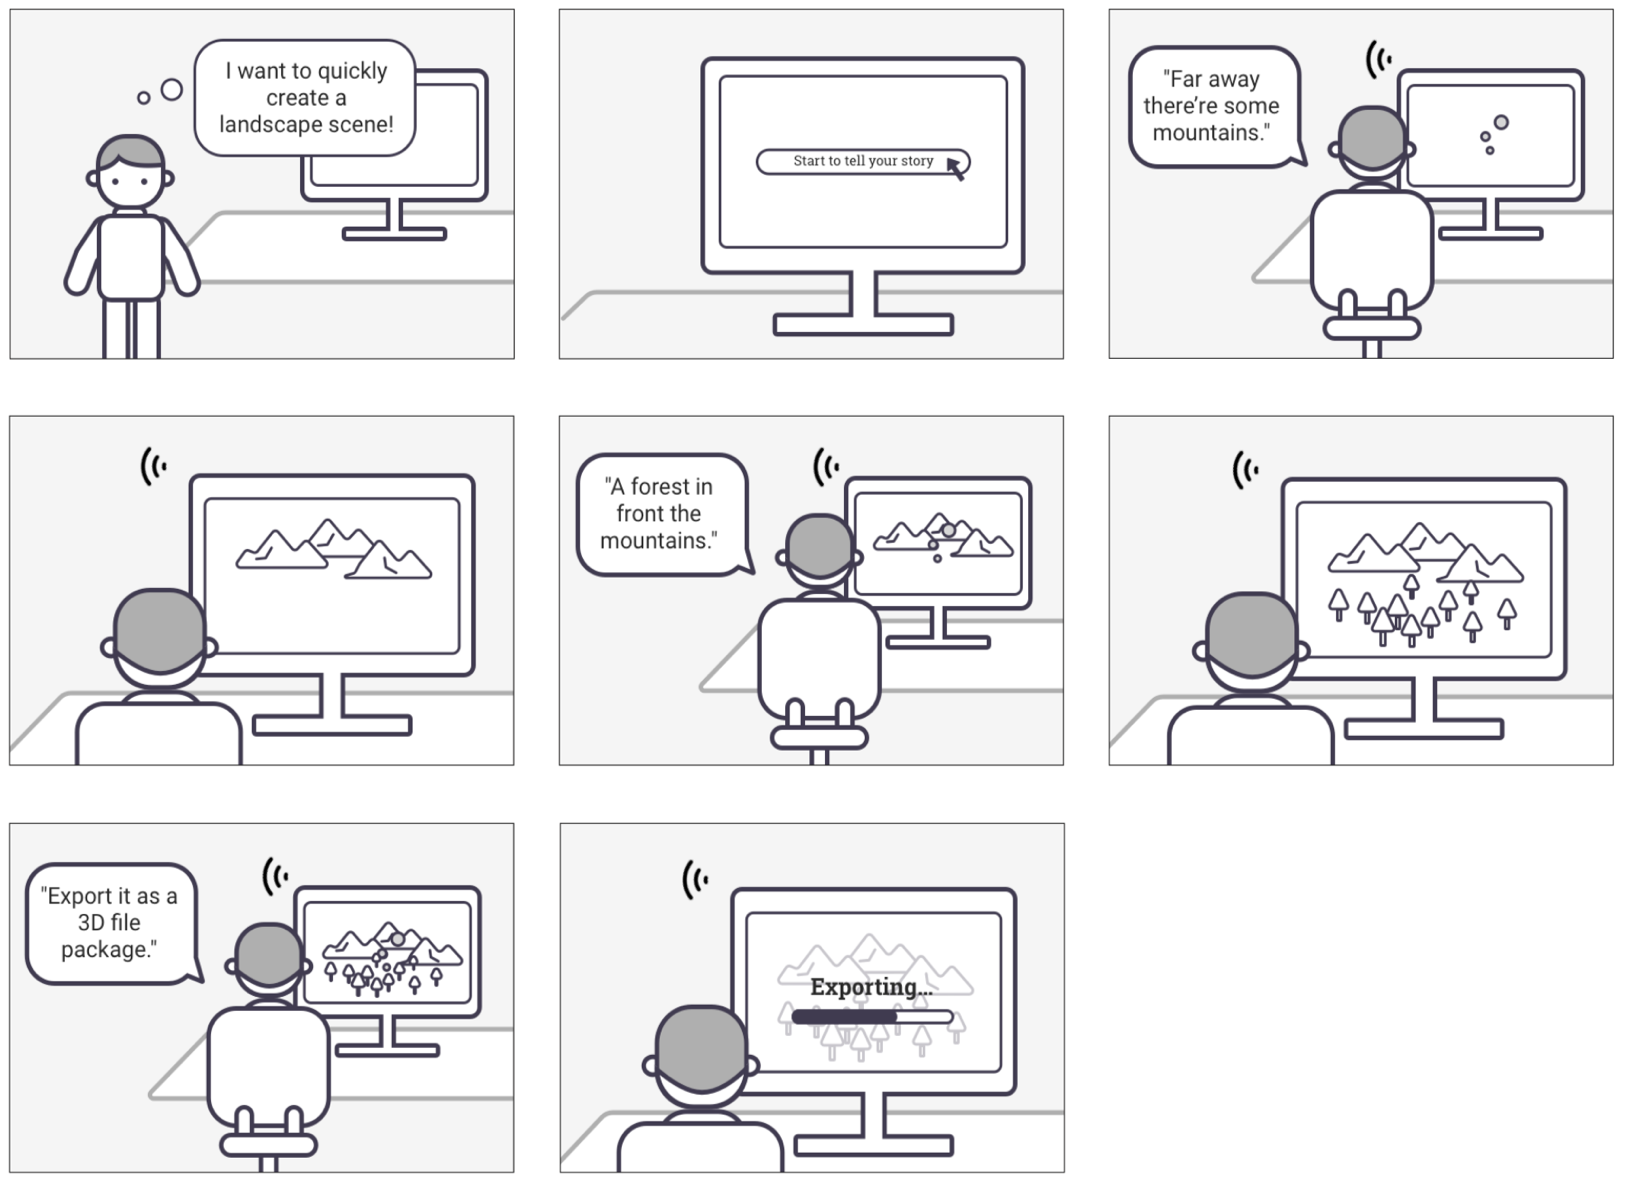 I want to quickly
create a
landscape scene!
Start to tell your story
"Far away
there’re some
mountains."
"A forest in
front the
mountains."
"Export it as a
3D file
package."
Exporting...